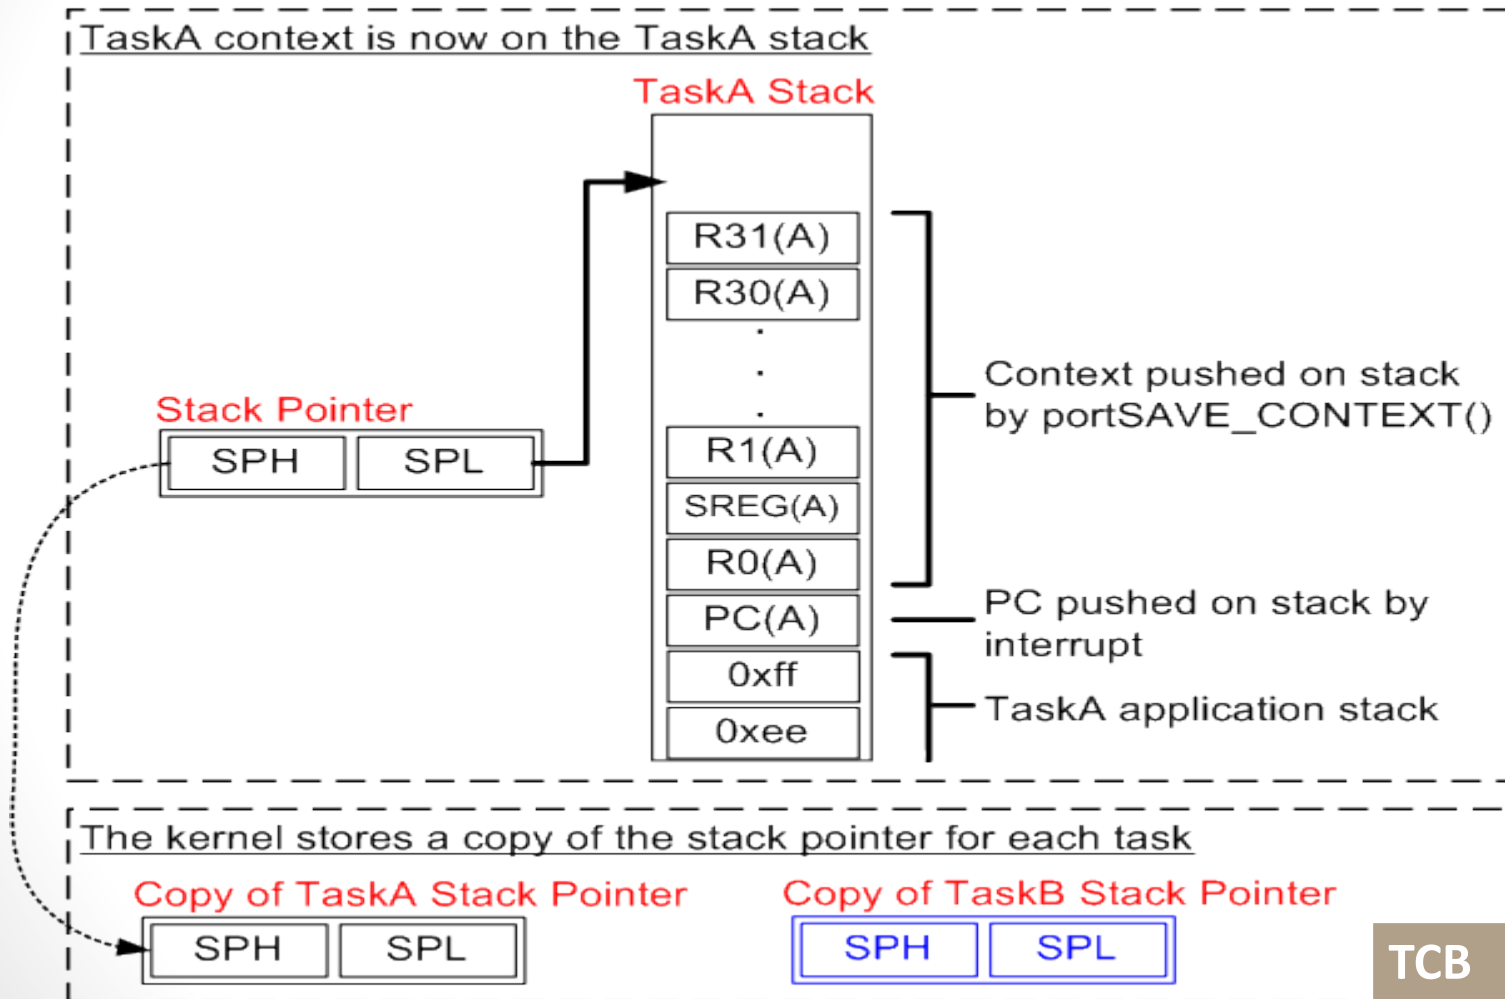 TaskA context is now on the TaskA stack
TaskA Stack
R31(A)
R30(A)
.
.
.
Context pushed on stack
by portSAVE_CONTEXT()
Stack Pointer
SPH SPL
R1(A)
SREG(A)
R0(A)
PC(A)
PC pushed on stack by
interrupt
0xff
0xee
TaskA application stack
The kernel stores a copy of the stack pointer for each task
Copy of TaskA Stack Pointer
SPH SPL
Copy of TaskB Stack Pointer
SPH SPL
TCB